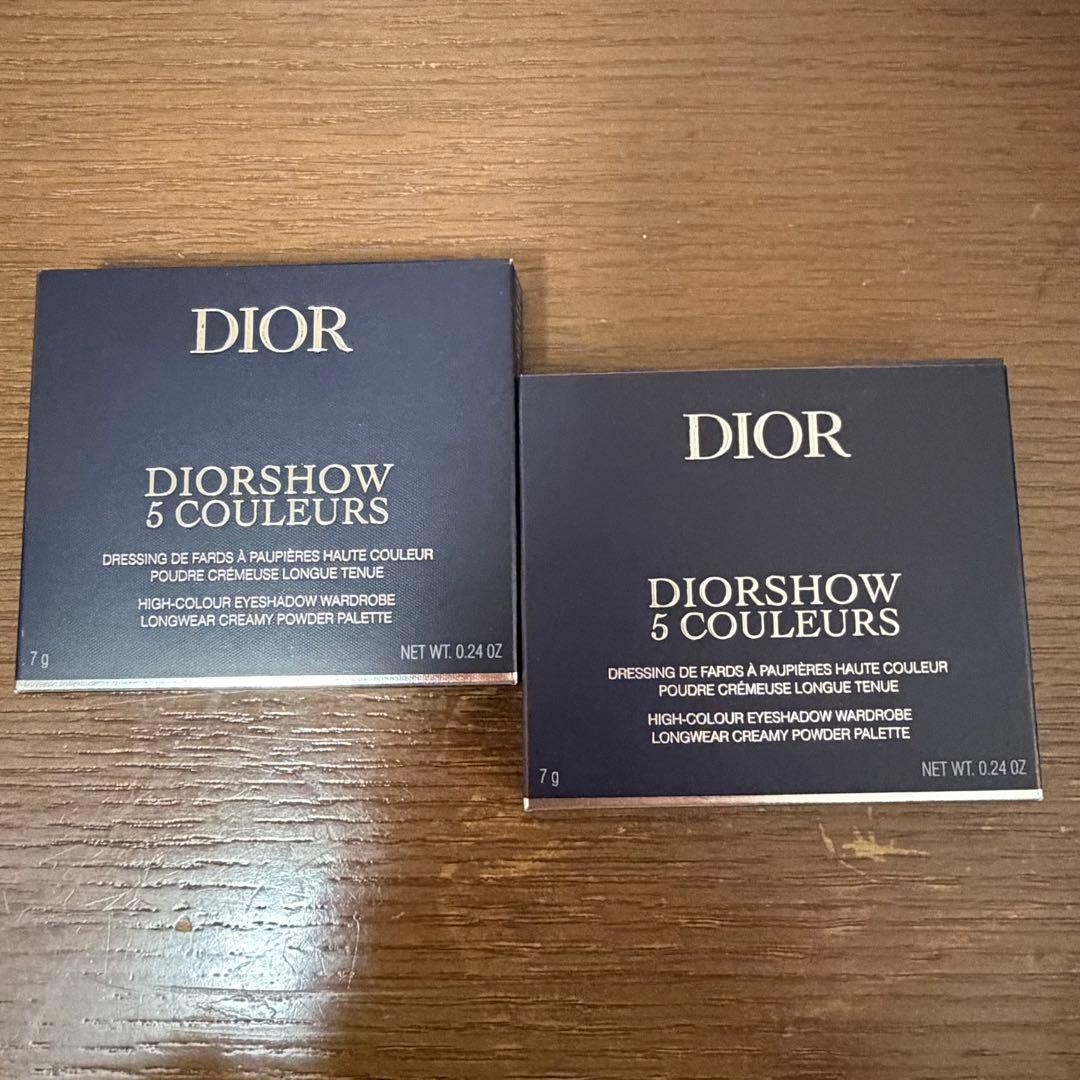 DIOR
DIORSHOW
5 COULEURS
DRESSING DE FARDS À PAUPIÈRES HAUTE COULEUR
POUDRE CRÉMEUSE LONGUE TENUE
HIGH-COLOUR EYESHADOW WARDROBE
LONGWEAR CREAMY POWDER PALETTE
7 g
NET WT. 0.24 OZ
DIOR
DIORSHOW
5 COULEURS
DRESSING DE FARDS À PAUPIÈRES HAUTE COULEUR
POUDRE CRÉMEUSE LONGUE TENUE
HIGH-COLOUR EYESHADOW WARDROBE
LONGWEAR CREAMY POWDER PALETTE
7 g
NET WT. 0.24 OZ